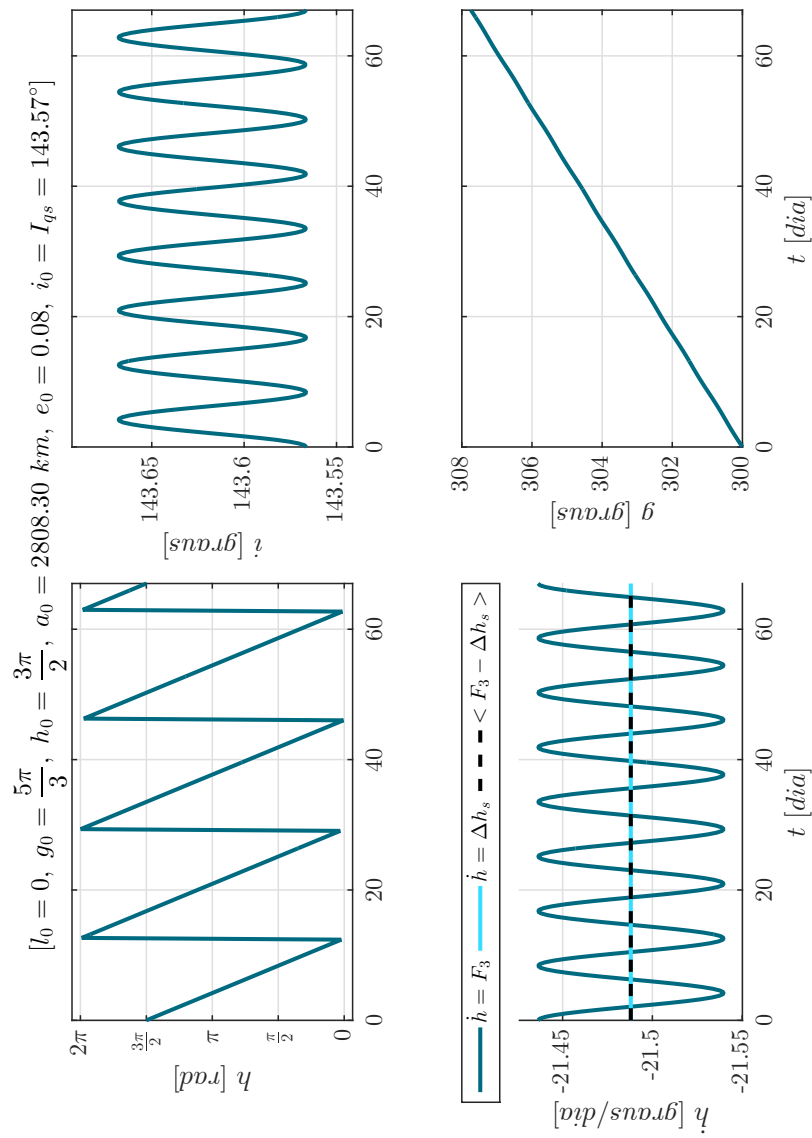 [l₀ = 0, g₀ = 5π/3, h₀ = 3π/2, a₀ = 2808.30 km, e₀ = 0.08, i₀ = I_qs = 143.57°]
2π
3π/2
π
π/2
0
h [rad]
0 20 40 60
143.65
143.6
143.55
i [graus]
0 20 40 60
ḣ = F₃ ḣ = Δh_s < F₃ − Δh_s >
-21.45
-21.5
-21.55
ḣ [graus/dia]
0 20 40 60
t [dia]
308
306
304
302
300
g [graus]
0 20 40 60
t [dia]